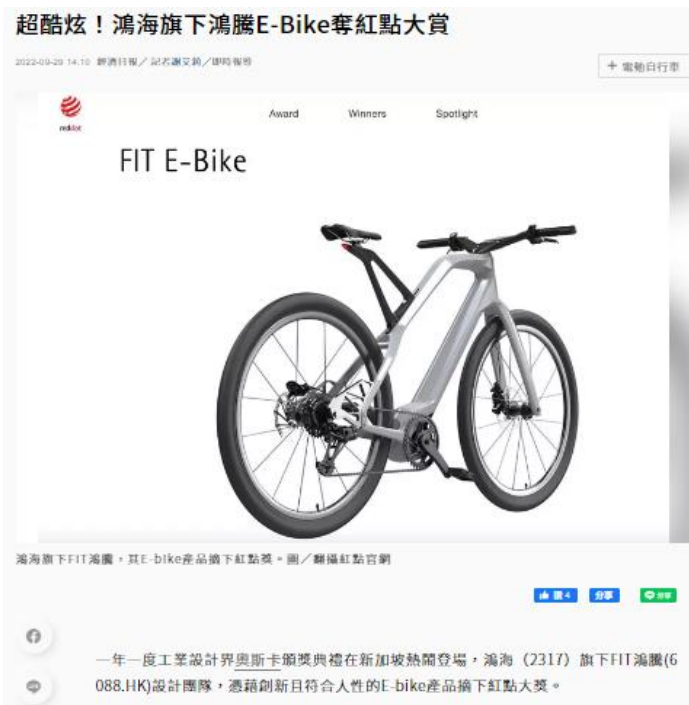 超酷炫！鴻海旗下鴻騰E-Bike奪紅點大賞
2022-09-29 14:10 經濟日報／記者謝艾莉／即時報導
+ 電動自行車
reddot
Award Winners Spotlight
FIT E-Bike
鴻海旗下FIT鴻騰，其E-bike產品摘下紅點獎。圖／翻攝紅點官網
讚 4 分享 分享
一年一度工業設計界奧斯卡頒獎典禮在新加坡熱鬧登場，鴻海（2317）旗下FIT鴻騰(6
088.HK)設計團隊，憑藉創新且符合人性的E-bike產品摘下紅點大獎。